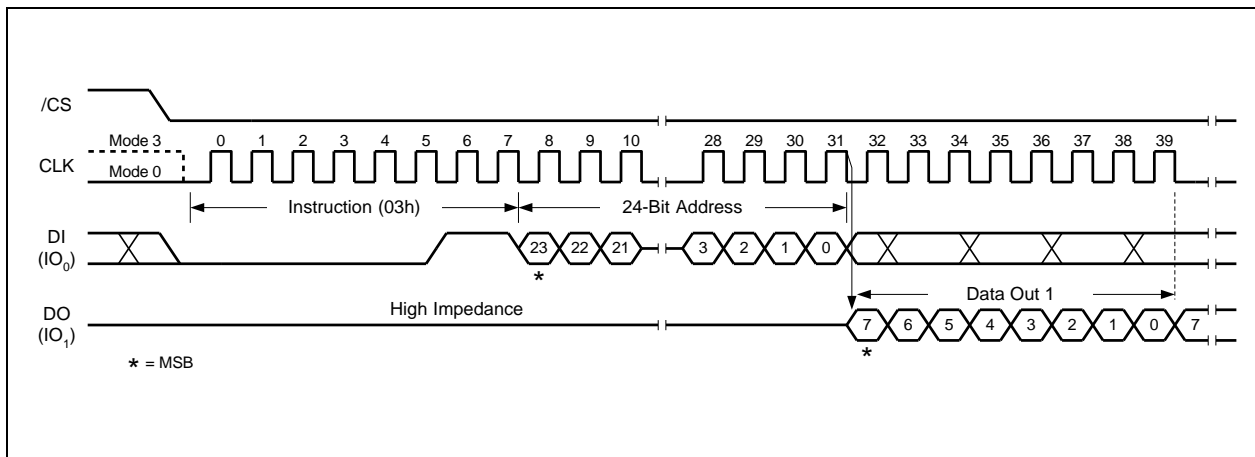 /CS
Mode 3 0 1 2 3 4 5 6 7 8 9 10 28 29 30 31 32 33 34 35 36 37 38 39
CLK Mode 0
Instruction (03h) 24-Bit Address
DI
(IO0) 23 22 21 3 2 1 0
*
High Impedance Data Out 1
DO
(IO1) 7 6 5 4 3 2 1 0 7
*
* = MSB